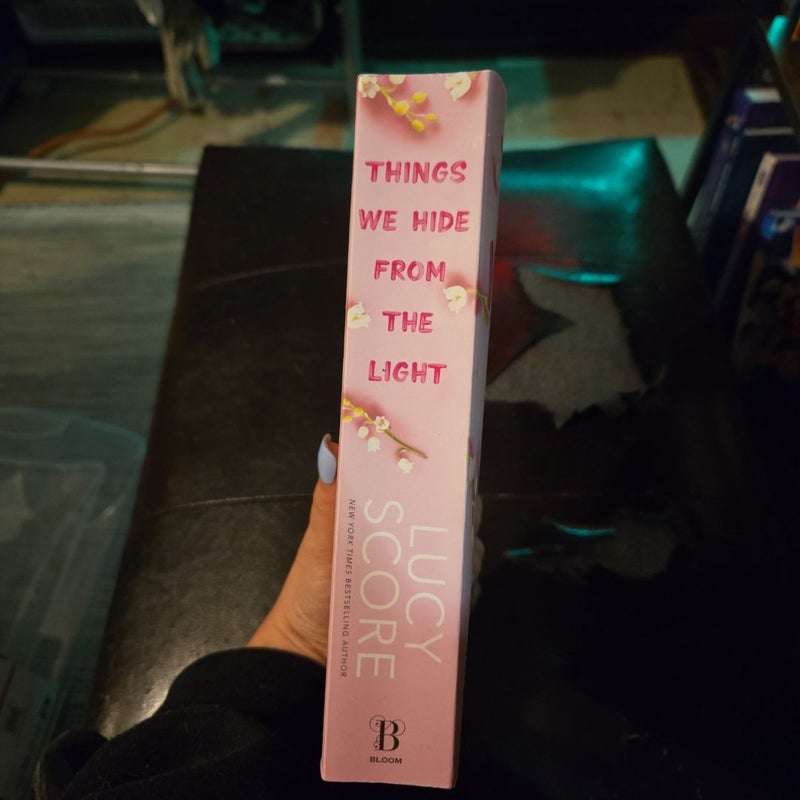 THINGS
WE HIDE
FROM
THE
LIGHT
LUCY
SCORE
NEW YORK TIMES BESTSELLING AUTHOR
B
BLOOM